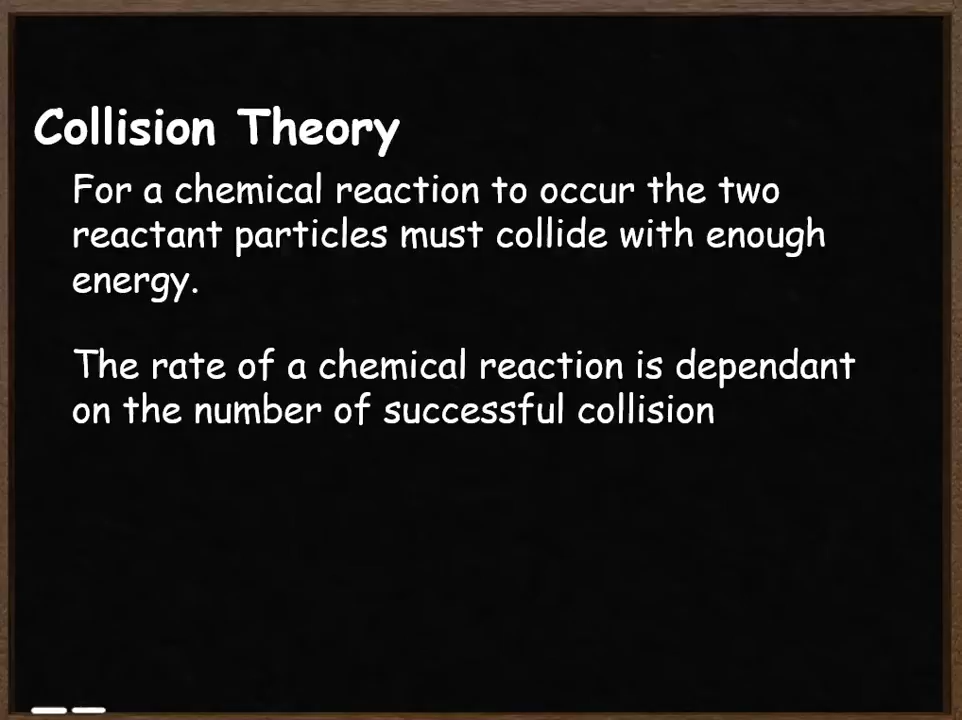 Collision Theory
For a chemical reaction to occur the two
reactant particles must collide with enough
energy.
The rate of a chemical reaction is dependant
on the number of successful collision